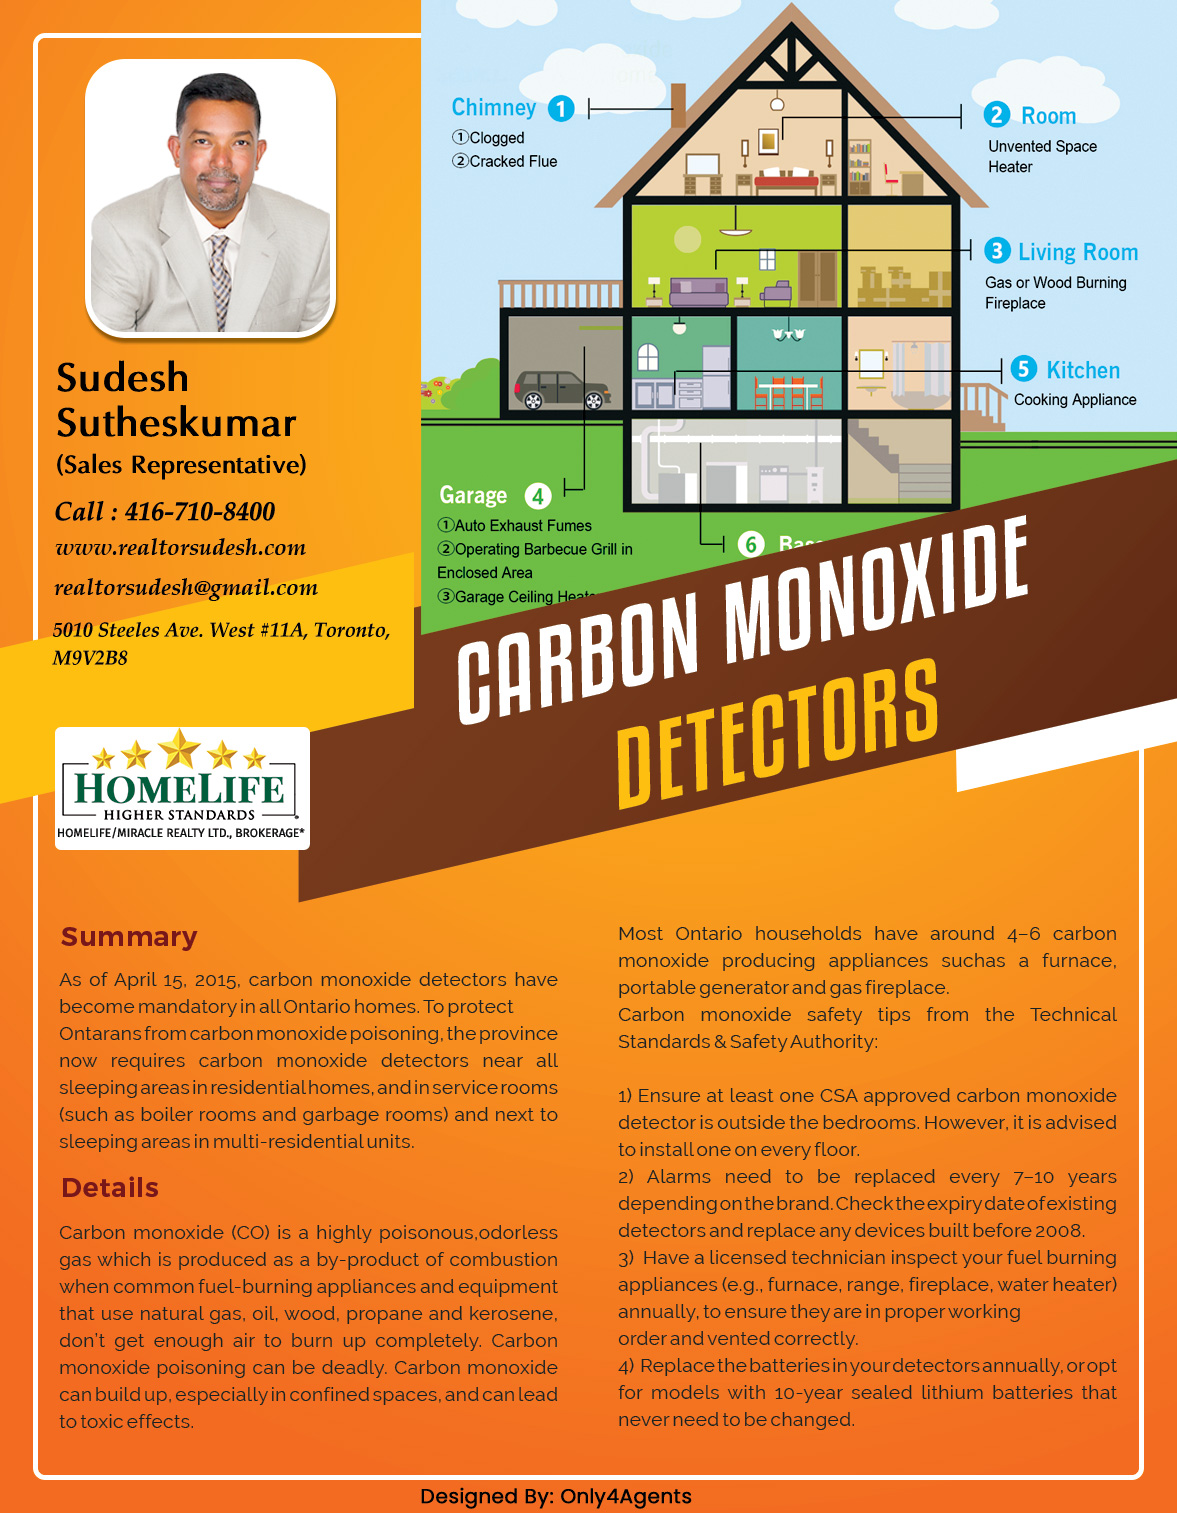 Sudesh
Sutheskumar
(Sales Representative)
Call : 416-710-8400
www.realtorsudesh.com
realtorsudesh@gmail.com
5010 Steeles Ave. West #11A, Toronto,
M9V2B8
HOMELIFE
HIGHER STANDARDS
HOMELIFE/MIRACLE REALTY LTD., BROKERAGE*
Chimney 1
①Clogged
②Cracked Flue
2 Room
Unvented Space
Heater
3 Living Room
Gas or Wood Burning
Fireplace
5 Kitchen
Cooking Appliance
Garage 4
①Auto Exhaust Fumes
②Operating Barbecue Grill in
Enclosed Area
③Garage Ceiling
6
CARBON MONOXIDE
DETECTORS
Summary
As of April 15, 2015, carbon monoxide detectors have
become mandatory in all Ontario homes. To protect
Ontarans from carbon monoxide poisoning, the province
now requires carbon monoxide detectors near all
sleeping areas in residential homes, and in service rooms
(such as boiler rooms and garbage rooms) and next to
sleeping areas in multi-residential units.
Details
Carbon monoxide (CO) is a highly poisonous,odorless
gas which is produced as a by-product of combustion
when common fuel-burning appliances and equipment
that use natural gas, oil, wood, propane and kerosene,
don't get enough air to burn up completely. Carbon
monoxide poisoning can be deadly. Carbon monoxide
can build up, especially in confined spaces, and can lead
to toxic effects.
Most Ontario households have around 4–6 carbon
monoxide producing appliances suchas a furnace,
portable generator and gas fireplace.
Carbon monoxide safety tips from the Technical
Standards & Safety Authority:
1) Ensure at least one CSA approved carbon monoxide
detector is outside the bedrooms. However, it is advised
to install one on every floor.
2) Alarms need to be replaced every 7–10 years
depending on the brand. Check the expiry date of existing
detectors and replace any devices built before 2008.
3) Have a licensed technician inspect your fuel burning
appliances (e.g., furnace, range, fireplace, water heater)
annually, to ensure they are in proper working
order and vented correctly.
4) Replace the batteries in your detectors annually, or opt
for models with 10-year sealed lithium batteries that
never need to be changed.
Designed By: Only4Agents